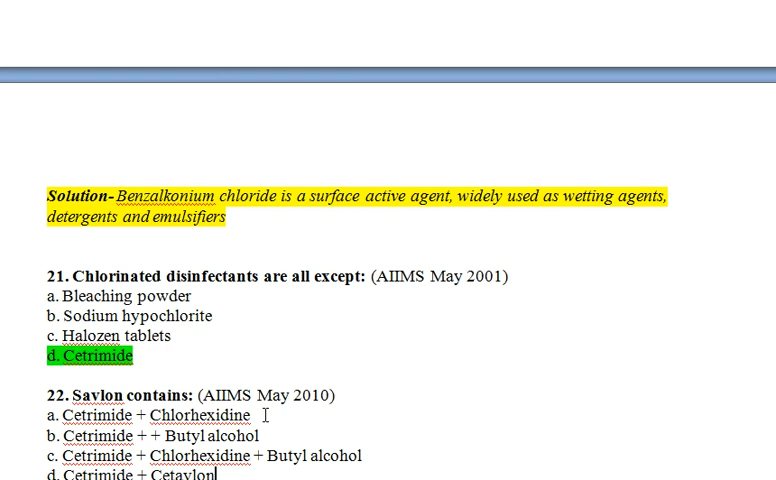 Solution- Benzalkonium chloride is a surface active agent, widely used as wetting agents,
detergents and emulsifiers
21. Chlorinated disinfectants are all except: (AIIMS May 2001)
a. Bleaching powder
b. Sodium hypochlorite
c. Halozen tablets
d. Cetrimide
22. Savlon contains: (AIIMS May 2010)
a. Cetrimide + Chlorhexidine
b. Cetrimide + + Butyl alcohol
c. Cetrimide + Chlorhexidine + Butyl alcohol
d. Cetrimide + Cetavlon